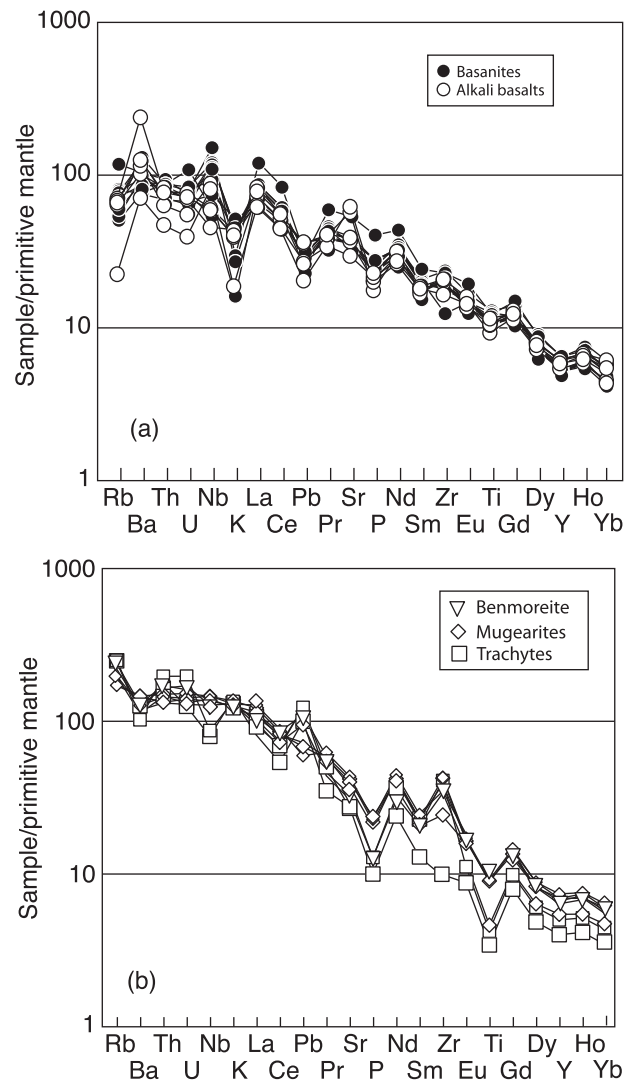 1000
100
10
1
Sample/primitive mantle
Basanites
Alkali basalts
(a)
Rb Th Nb La Pb Sr Nd Zr Ti Dy Ho
Ba U K Ce Pr P Sm Eu Gd Y Yb
1000
100
10
1
Sample/primitive mantle
Benmoreite
Mugearites
Trachytes
(b)
Rb Th Nb La Pb Sr Nd Zr Ti Dy Ho
Ba U K Ce Pr P Sm Eu Gd Y Yb